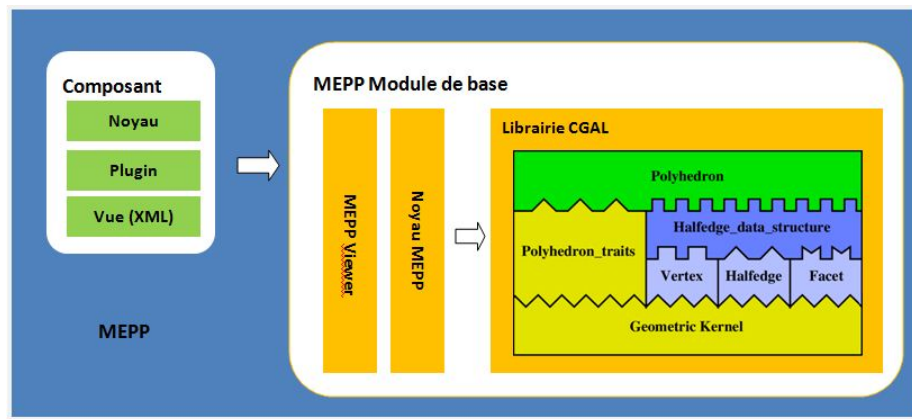 Composant
Noyau
Plugin
Vue (XML)
MEPP
MEPP Module de base
MEPP Viewer
Noyau MEPP
Librairie CGAL
Polyhedron
Halfedge_data_structure
Polyhedron_traits
Vertex
Halfedge
Facet
Geometric Kernel